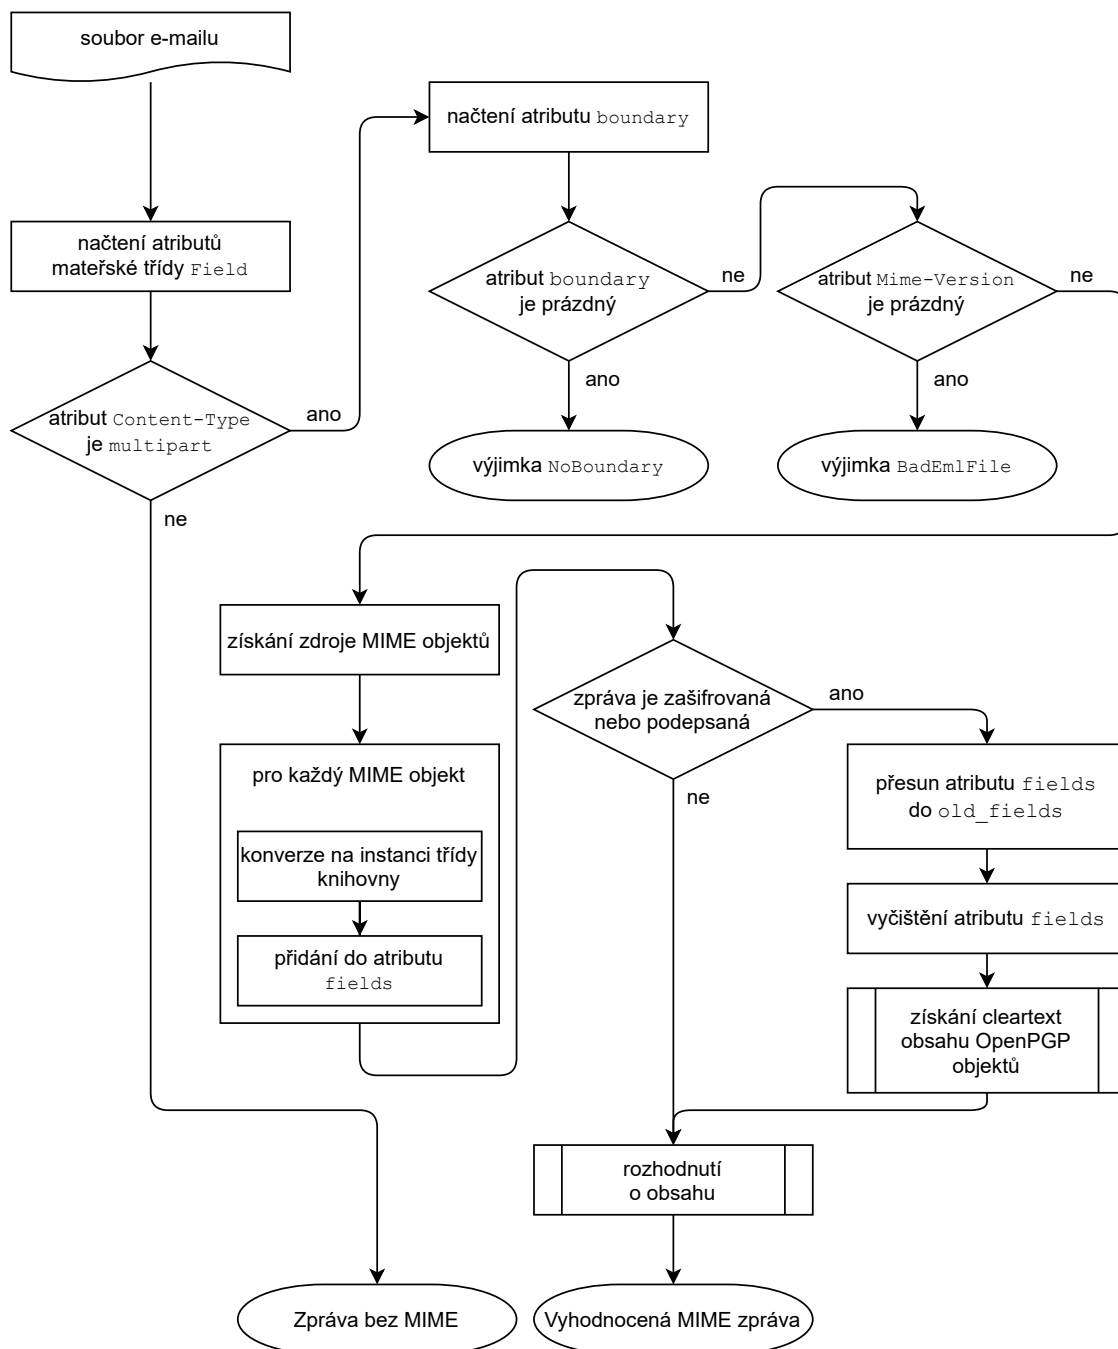 soubor e-mailu
načtení atributu boundary
načtení atributů
mateřské třídy Field
atribut boundary
je prázdný
ne
atribut Mime-Version
je prázdný
ne
ano
ano
atribut Content-Type
je multipart
ano
výjimka NoBoundary
výjimka BadEmlFile
ne
získání zdroje MIME objektů
zpráva je zašifrovaná
nebo podepsaná
ano
pro každý MIME objekt
přesun atributu fields
do old_fields
ne
konverze na instanci třídy
knihovny
vyčištění atributu fields
přidání do atributu
fields
získání cleartext
obsahu OpenPGP
objektů
rozhodnutí
o obsahu
Zpráva bez MIME
Vyhodnocená MIME zpráva